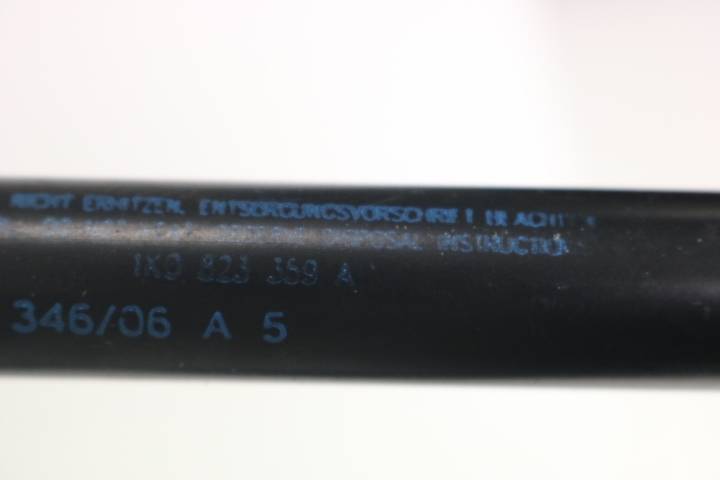 NICHT ERHITZEN, ENTSORGUNGSVORSCHRIFT BEACHTEN
DISPOSAL INSTRUCTION
1K0 823 359 A
346/06 A 5